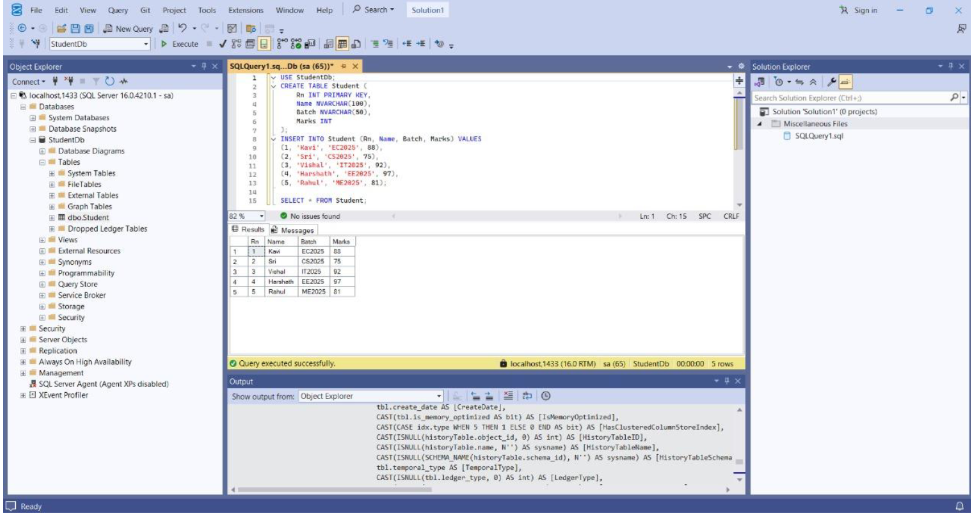 File Edit View Query Git Project Tools Extensions Window Help Search Solution1 Sign in
New Query
StudentDb Execute
Object Explorer
Connect
localhost,1433 (SQL Server 16.0.4210.1 - sa)
Databases
System Databases
Database Snapshots
StudentDb
Database Diagrams
Tables
System Tables
FileTables
External Tables
Graph Tables
dbo.Student
Dropped Ledger Tables
Views
External Resources
Synonyms
Programmability
Query Store
Service Broker
Storage
Security
Security
Server Objects
Replication
Always On High Availability
Management
SQL Server Agent (Agent XPs disabled)
XEvent Profiler
SQLQuery1.sq...Db (sa (65))*
1 USE StudentDb;
2 CREATE TABLE Student (
3 Rn INT PRIMARY KEY,
4 Name NVARCHAR(100),
5 Batch NVARCHAR(50),
6 Marks INT
7 );
8 INSERT INTO Student (Rn, Name, Batch, Marks) VALUES
9 (1, 'Kavi', 'EC2025', 88),
10 (2, 'Sri', 'CS2025', 75),
11 (3, 'Vishal', 'IT2025', 92),
12 (4, 'Harshath', 'EE2025', 97),
13 (5, 'Rahul', 'ME2025', 81);
14
15 SELECT * FROM Student;
82 % No issues found Ln: 1 Ch: 15 SPC CRLF
Results Messages
Rn Name Batch Marks
1 1 Kavi EC2025 88
2 2 Sri CS2025 75
3 3 Vishal IT2025 92
4 4 Harshath EE2025 97
5 5 Rahul ME2025 81
Query executed successfully. localhost,1433 (16.0 RTM) sa (65) StudentDb 00:00:00 5 rows
Output
Show output from: Object Explorer
tbl.create_date AS [CreateDate],
CAST(tbl.is_memory_optimized AS bit) AS [IsMemoryOptimized],
CAST(CASE idx.type WHEN 5 THEN 1 ELSE 0 END AS bit) AS [HasClusteredColumnStoreIndex],
CAST(ISNULL(historyTable.object_id, 0) AS int) AS [HistoryTableID],
CAST(ISNULL(historyTable.name, N'') AS sysname) AS [HistoryTableName],
CAST(ISNULL(SCHEMA_NAME(historyTable.schema_id), N'') AS sysname) AS [HistoryTableSchema
tbl.temporal_type AS [TemporalType],
CAST(ISNULL(tbl.ledger_type, 0) AS int) AS [LedgerType],
Solution Explorer
Search Solution Explorer (Ctrl+;)
Solution 'Solution1' (0 projects)
Miscellaneous Files
SQLQuery1.sql
Ready